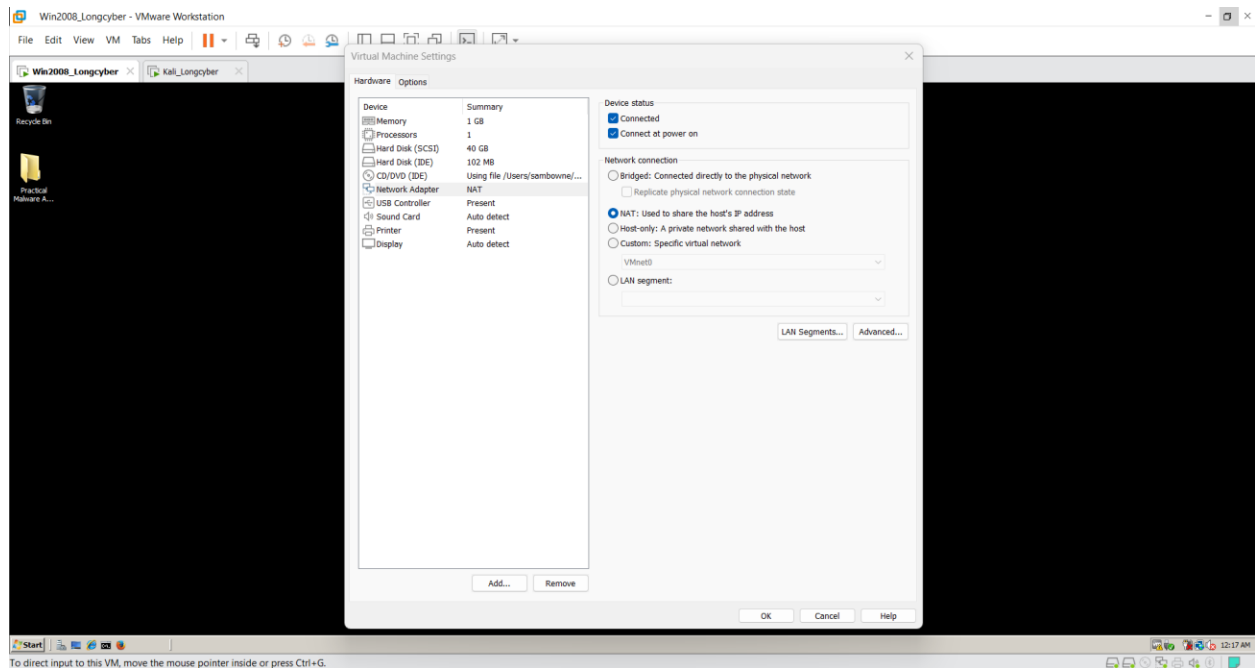 Win2008_Longcyber - VMware Workstation
File Edit View VM Tabs Help
Win2008_Longcyber
Kali_Longcyber
Recycle Bin
Practical
Malware A...
Virtual Machine Settings
Hardware Options
Device Summary
Memory 1 GB
Processors 1
Hard Disk (SCSI) 40 GB
Hard Disk (IDE) 102 MB
CD/DVD (IDE) Using file /Users/sambowne/...
Network Adapter NAT
USB Controller Present
Sound Card Auto detect
Printer Present
Display Auto detect
Add... Remove
Device status
Connected
Connect at power on
Network connection
Bridged: Connected directly to the physical network
Replicate physical network connection state
NAT: Used to share the host's IP address
Host-only: A private network shared with the host
Custom: Specific virtual network
VMnet0
LAN segment:
LAN Segments... Advanced...
OK Cancel Help
Start
12:17 AM
To direct input to this VM, move the mouse pointer inside or press Ctrl+G.